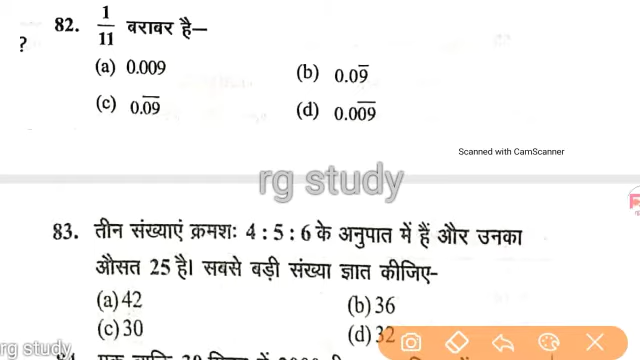 82. 1/11 बराबर है—
?
(a) 0.009 (b) 0.09̅
(c) 0.0̅9̅ (d) 0.00̅9̅
Scanned with CamScanner
rg study
83. तीन संख्याएं क्रमशः 4 : 5 : 6 के अनुपात में हैं और उनका
औसत 25 है। सबसे बड़ी संख्या ज्ञात कीजिए-
(a) 42 (b) 36
(c) 30 (d) 32
rg study